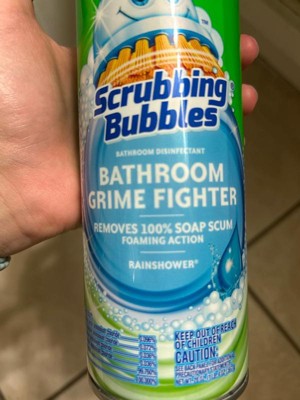 Scrubbing
Bubbles
BATHROOM DISINFECTANT
BATHROOM
GRIME FIGHTER
REMOVES 100% SOAP SCUM
FOAMING ACTION
RAINSHOWER®
KEEP OUT OF REACH
OF CHILDREN
CAUTION: